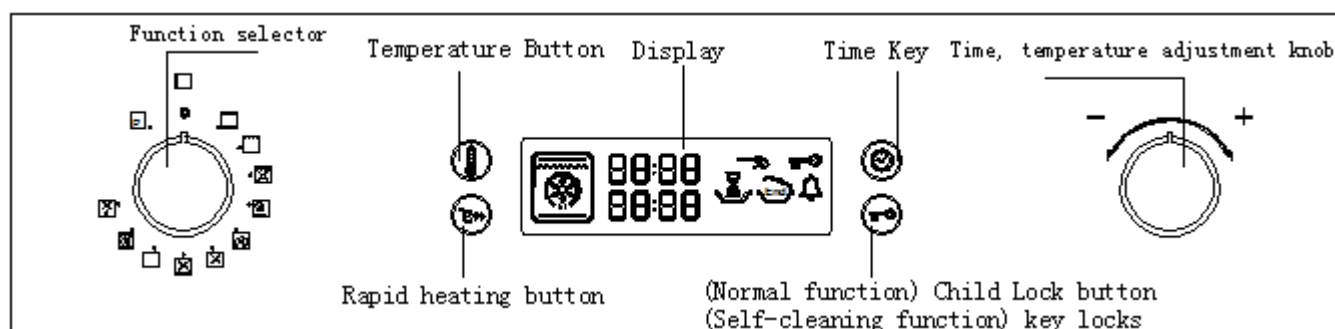 Function selector
Temperature Button
Display
Time Key
Time, temperature adjustment knob
- +
88:88
88:88
Rapid heating button
(Normal function) Child Lock button
(Self-cleaning function) key locks